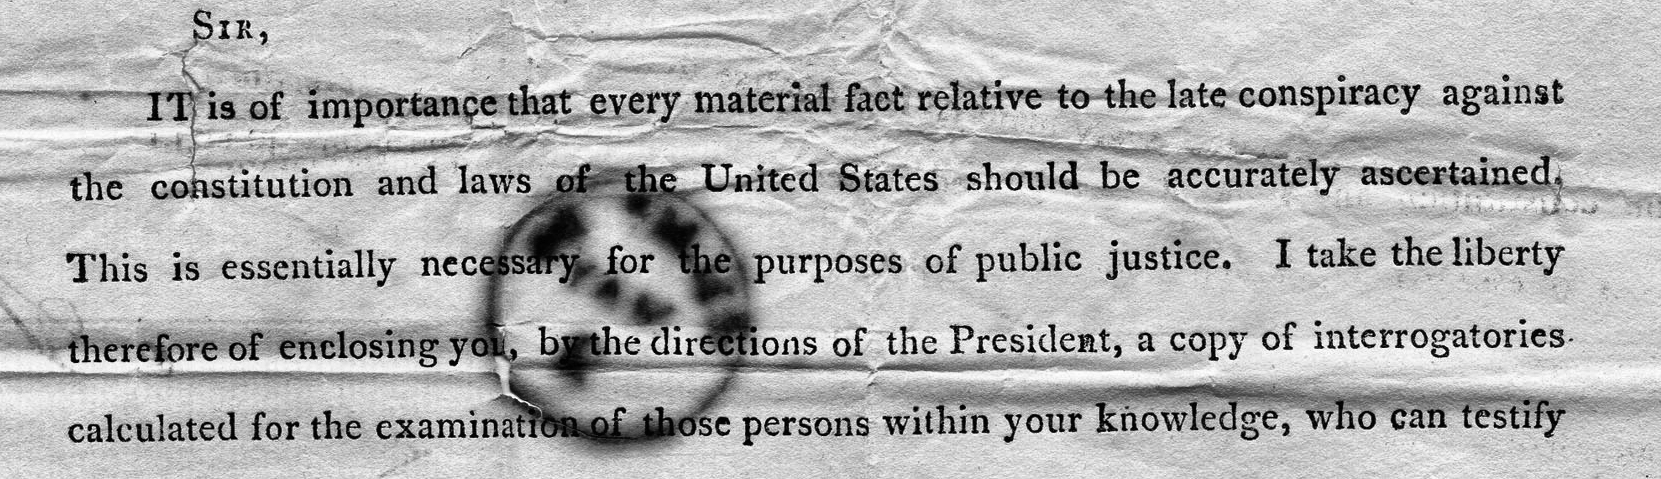 SIR,
IT is of importance that every material fact relative to the late conspiracy against
the constitution and laws of the United States should be accurately ascertained.
This is essentially necessary for the purposes of public justice. I take the liberty
therefore of enclosing you, by the directions of the President, a copy of interrogatories
calculated for the examination of those persons within your knowledge, who can testify